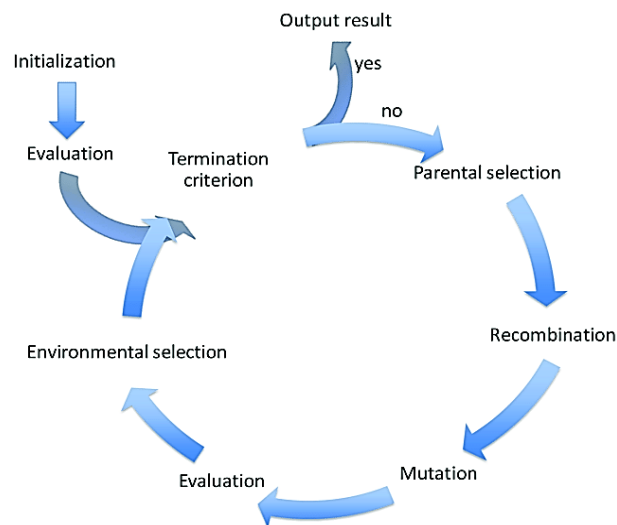 Output result
yes
Initialization
no
Evaluation
Termination
criterion
Parental selection
Recombination
Environmental selection
Mutation
Evaluation